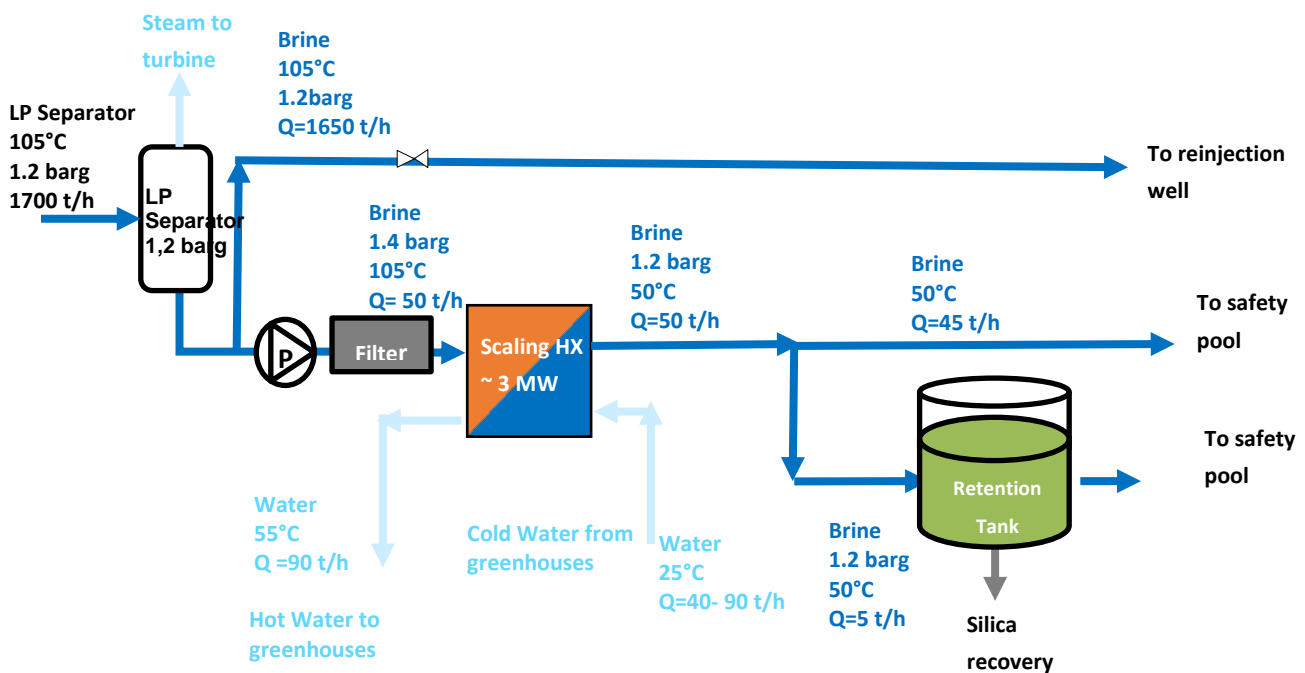 Steam to
turbine
Brine
105°C
1.2barg
Q=1650 t/h
LP Separator
105°C
1.2 barg
1700 t/h
LP
Separator
1,2 barg
To reinjection
well
Brine
1.4 barg
105°C
Q= 50 t/h
Brine
1.2 barg
50°C
Q=50 t/h
Brine
50°C
Q=45 t/h
To safety
pool
P
Filter
Scaling HX
~ 3 MW
To safety
pool
Retention
Tank
Water
55°C
Q =90 t/h
Cold Water from
greenhouses
Water
25°C
Q=40- 90 t/h
Brine
1.2 barg
50°C
Q=5 t/h
Hot Water to
greenhouses
Silica
recovery